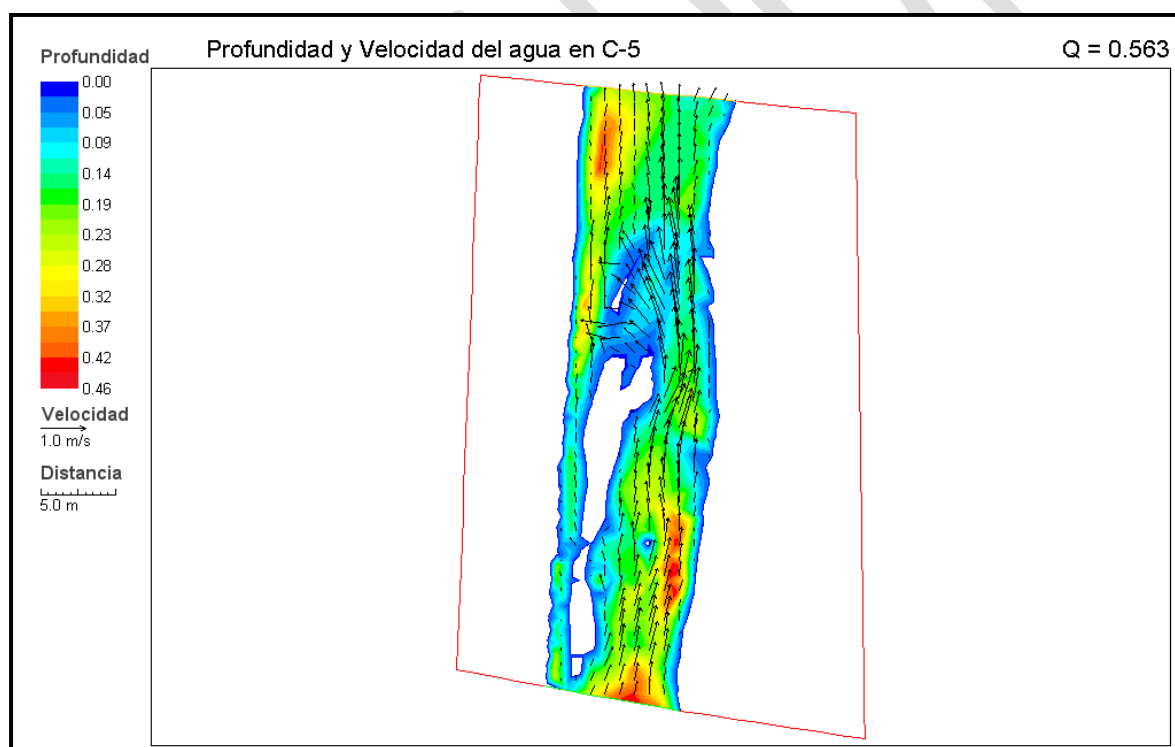 Profundidad y Velocidad del agua en C-5
Q = 0.563
Profundidad
0.00
0.05
0.09
0.14
0.19
0.23
0.28
0.32
0.37
0.42
0.46
Velocidad
1.0 m/s
Distancia
5.0 m